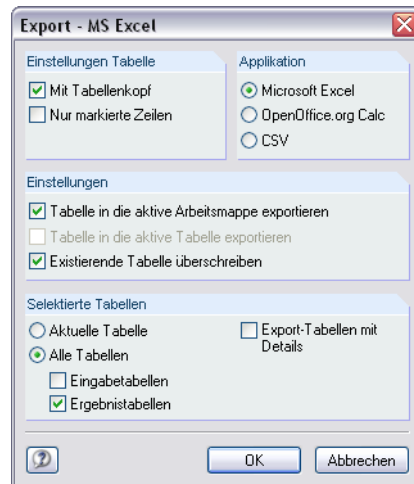 Export - MS Excel
Einstellungen Tabelle
Mit Tabellenkopf
Nur markierte Zeilen
Applikation
Microsoft Excel
OpenOffice.org Calc
CSV
Einstellungen
Tabelle in die aktive Arbeitsmappe exportieren
Tabelle in die aktive Tabelle exportieren
Existierende Tabelle überschreiben
Selektierte Tabellen
Aktuelle Tabelle
Alle Tabellen
Eingabetabellen
Ergebnistabellen
Export-Tabellen mit
Details
OK
Abbrechen